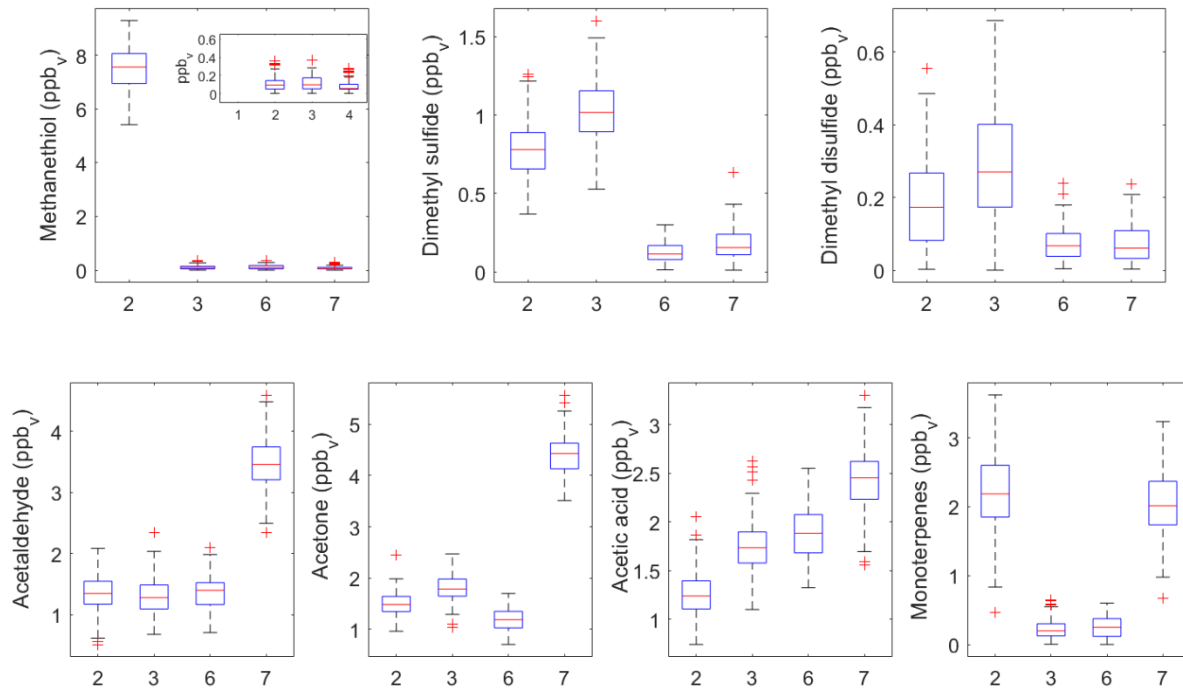 Methanethiol (ppbv)
8
6
4
2
0
2 3 6 7
ppbv
0.6
0.4
0.2
0
1 2 3 4
Dimethyl sulfide (ppbv)
1.5
1
0.5
0
2 3 6 7
Dimethyl disulfide (ppbv)
0.6
0.4
0.2
0
2 3 6 7
Acetaldehyde (ppbv)
4
3
2
1
2 3 6 7
Acetone (ppbv)
5
4
3
2
1
2 3 6 7
Acetic acid (ppbv)
3
2.5
2
1.5
1
2 3 6 7
Monoterpenes (ppbv)
3
2
1
0
2 3 6 7